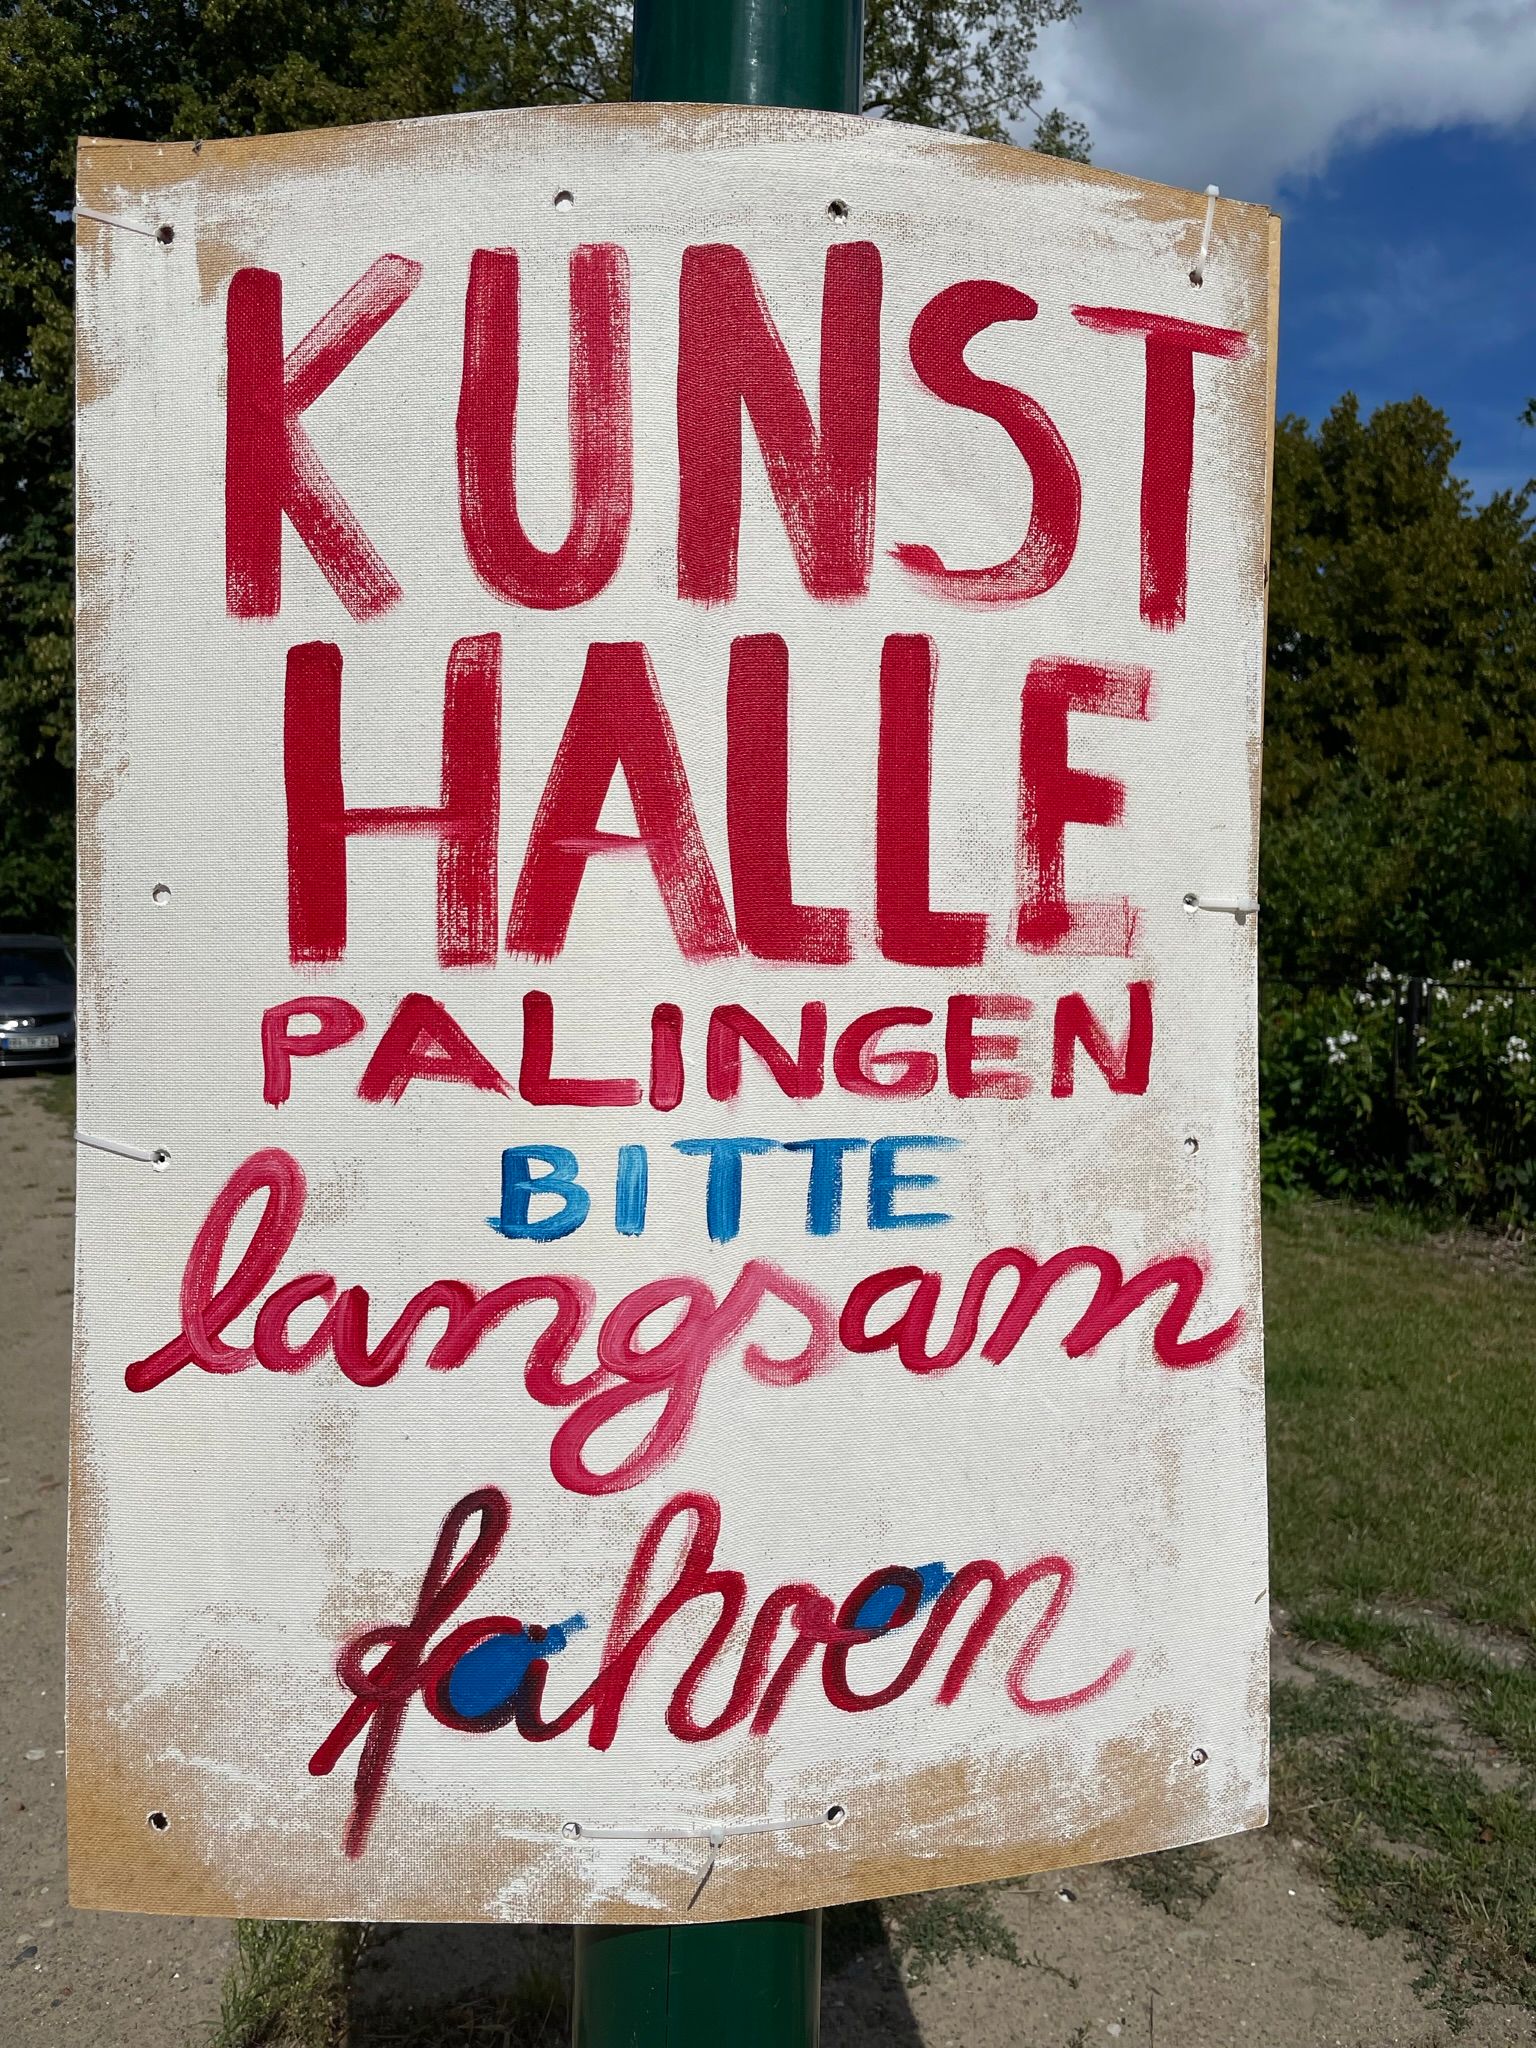 KUNST
HALLE
PALINGEN
BITTE
langsam
fahren